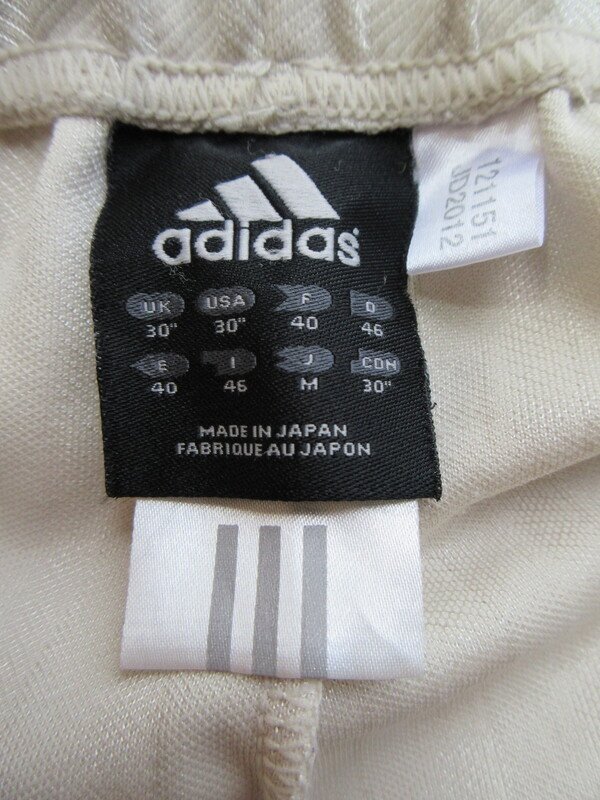 adidas
UK USA F D
30" 30" 40 46
E I J CDN
40 46 M 30"
MADE IN JAPAN
FABRIQUE AU JAPON
121151
JD2012